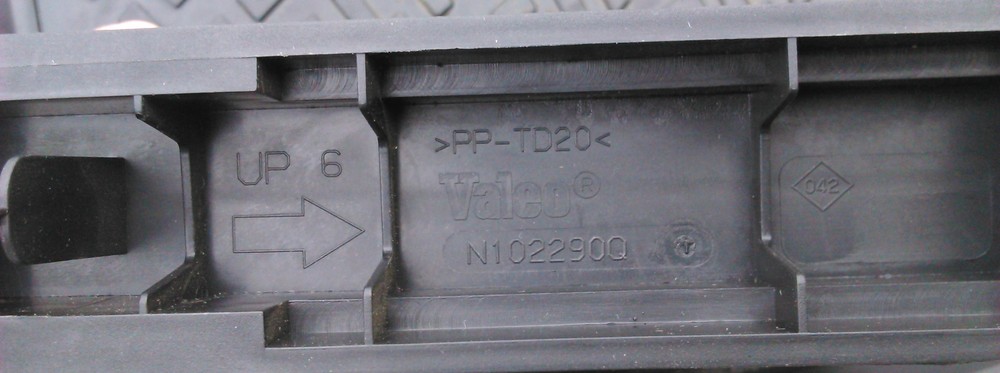 UP 6
>PP-TD20<
Valeo®
N102290Q
042